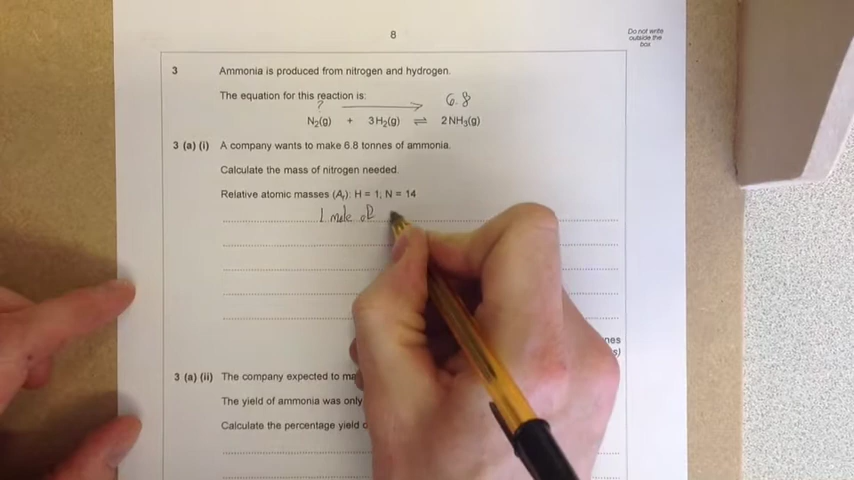 8
Do not write
outside the
box
3 Ammonia is produced from nitrogen and hydrogen.
The equation for this reaction is:
? 6.8
N₂(g) + 3H₂(g) ⇌ 2NH₃(g)
3 (a) (i) A company wants to make 6.8 tonnes of ammonia.
Calculate the mass of nitrogen needed.
Relative atomic masses (Aᵣ): H = 1; N = 14
1 mole of
3 (a) (ii) The company expected to
The yield of ammonia was only
Calculate the percentage yield